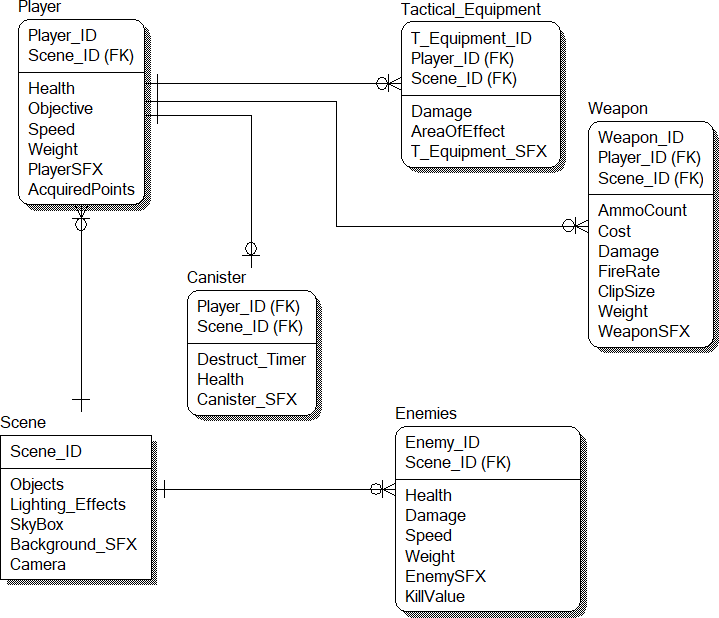 Player
Player_ID
Scene_ID (FK)
Health
Objective
Speed
Weight
PlayerSFX
AcquiredPoints
Tactical_Equipment
T_Equipment_ID
Player_ID (FK)
Scene_ID (FK)
Damage
AreaOfEffect
T_Equipment_SFX
Weapon
Weapon_ID
Player_ID (FK)
Scene_ID (FK)
AmmoCount
Cost
Damage
FireRate
ClipSize
Weight
WeaponSFX
Canister
Player_ID (FK)
Scene_ID (FK)
Destruct_Timer
Health
Canister_SFX
Scene
Scene_ID
Objects
Lighting_Effects
SkyBox
Background_SFX
Camera
Enemies
Enemy_ID
Scene_ID (FK)
Health
Damage
Speed
Weight
EnemySFX
KillValue